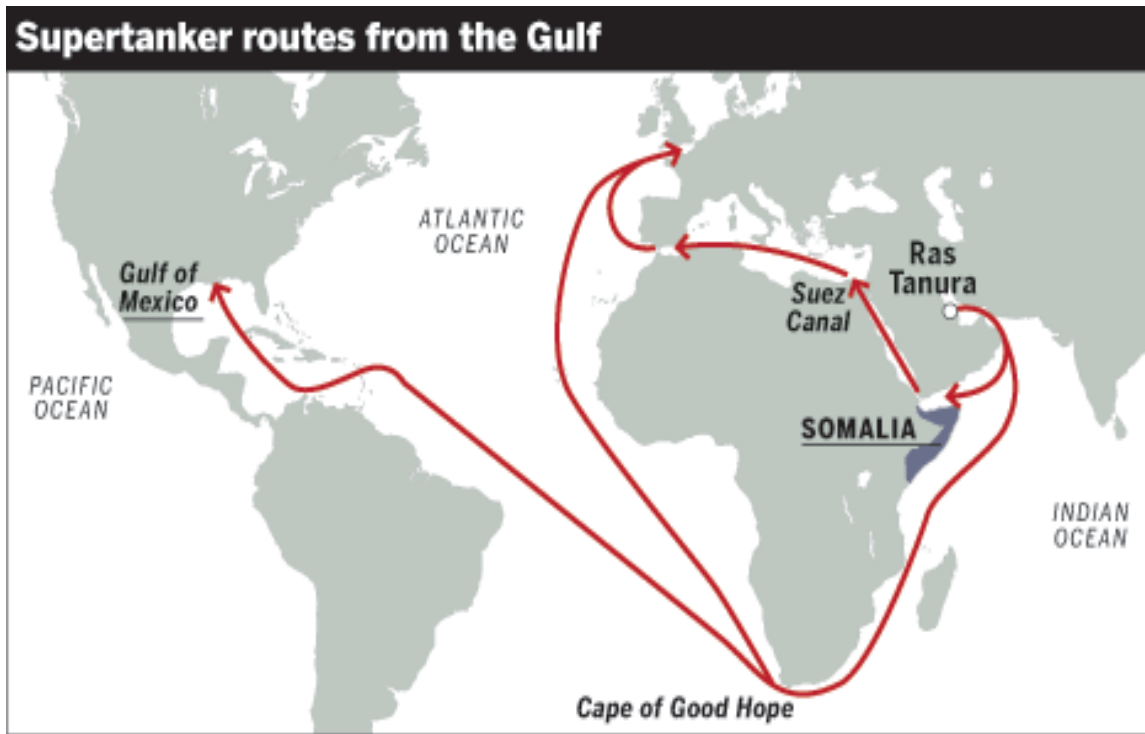 Supertanker routes from the Gulf
ATLANTIC
OCEAN
Gulf of
Mexico
Ras
Tanura
Suez
Canal
PACIFIC
OCEAN
SOMALIA
INDIAN
OCEAN
Cape of Good Hope